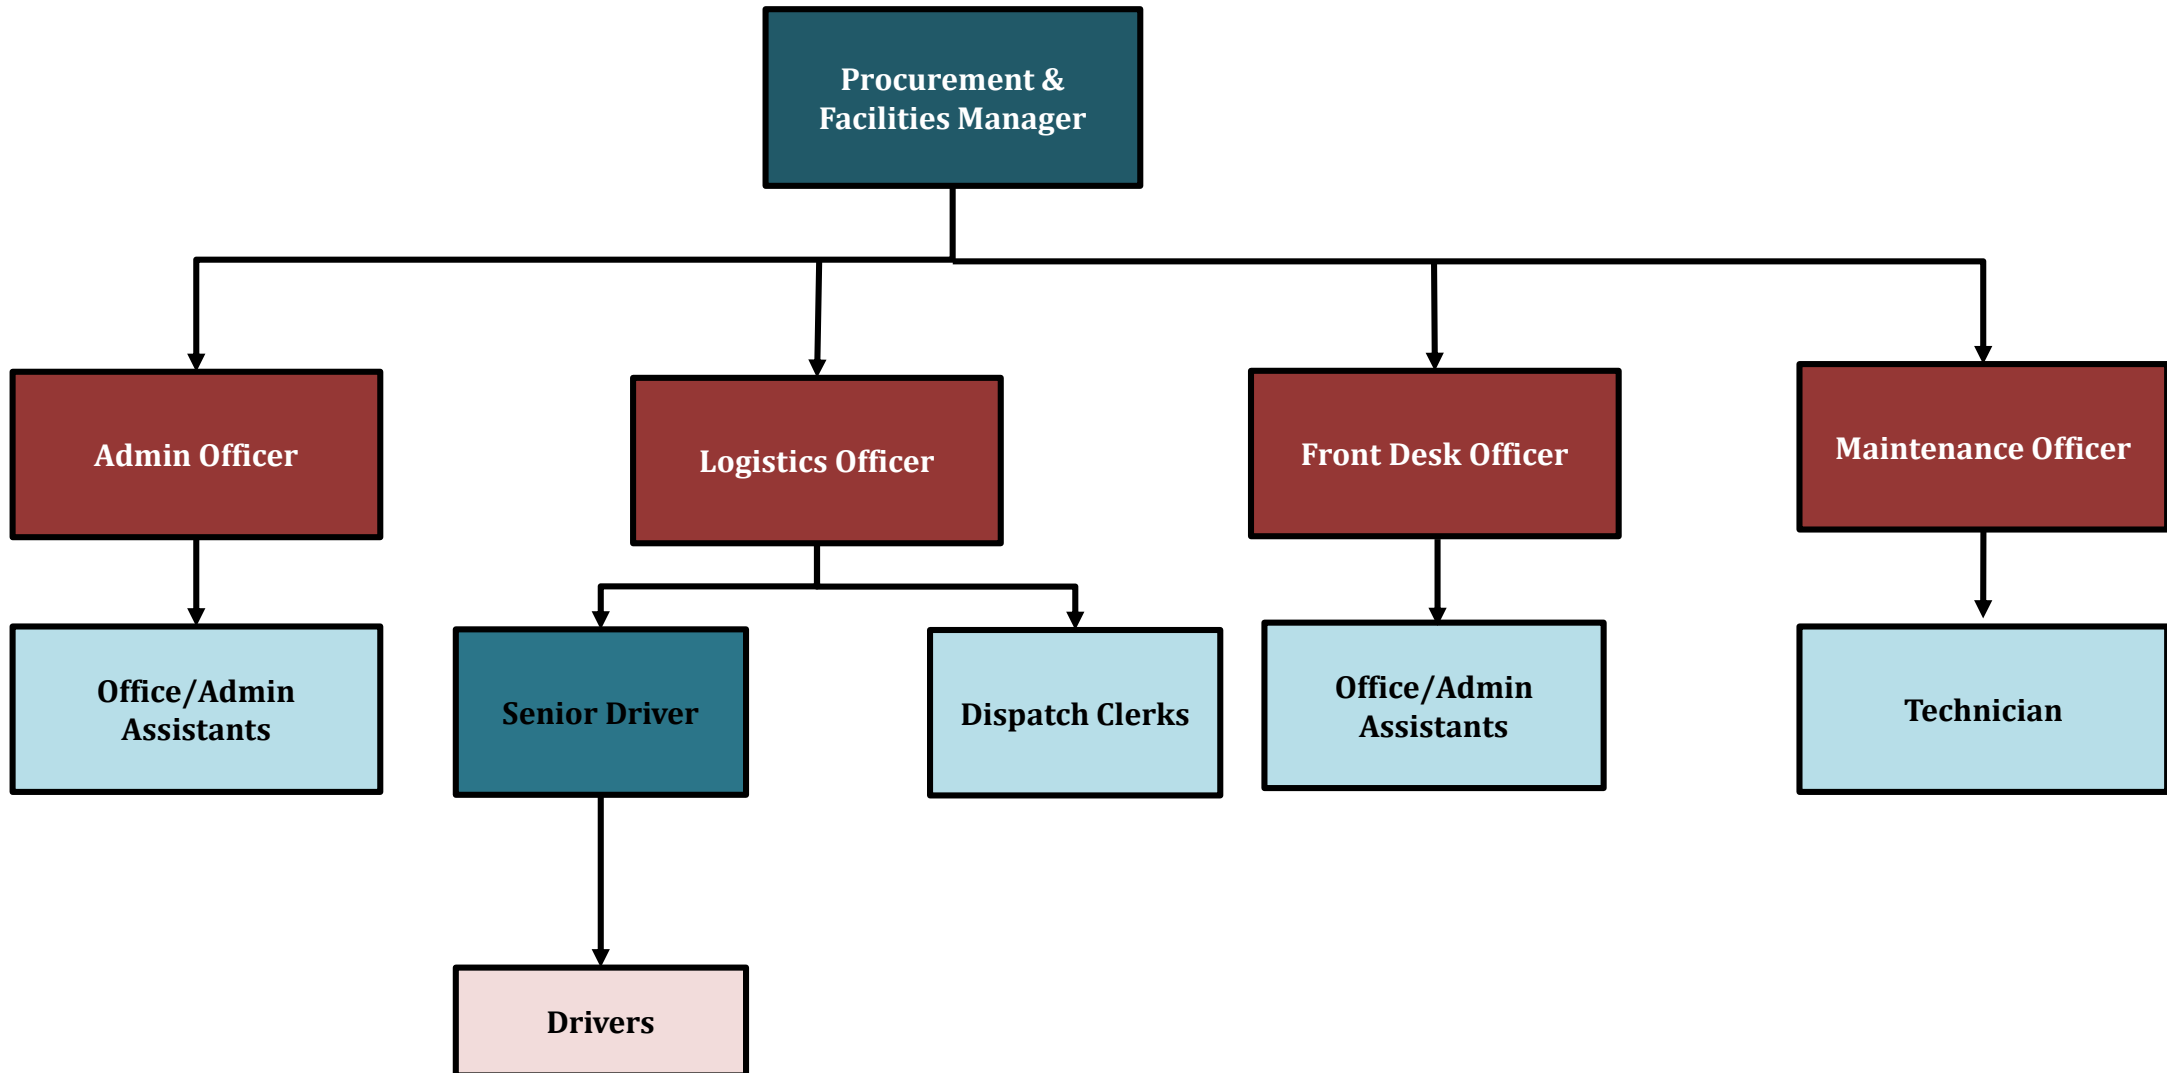 Procurement &
Facilities Manager
Admin Officer
Logistics Officer
Front Desk Officer
Maintenance Officer
Office/Admin
Assistants
Senior Driver
Dispatch Clerks
Office/Admin
Assistants
Technician
Drivers